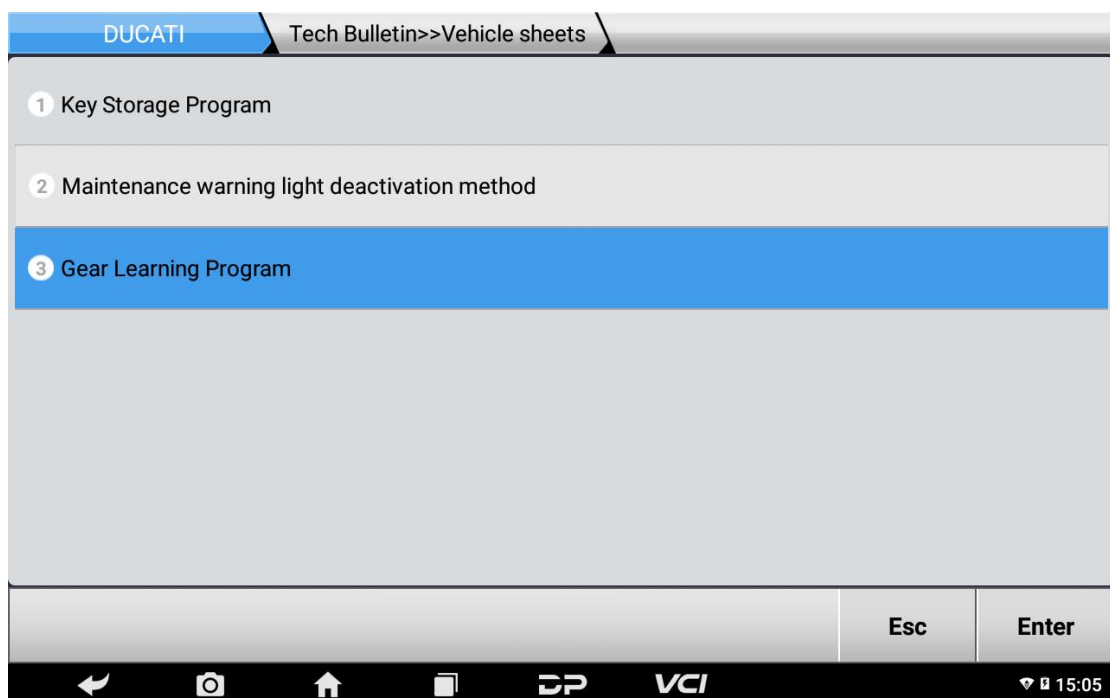 DUCATI
Tech Bulletin>>Vehicle sheets
1 Key Storage Program
2 Maintenance warning light deactivation method
3 Gear Learning Program
Esc
Enter
DP
VCI
15:05